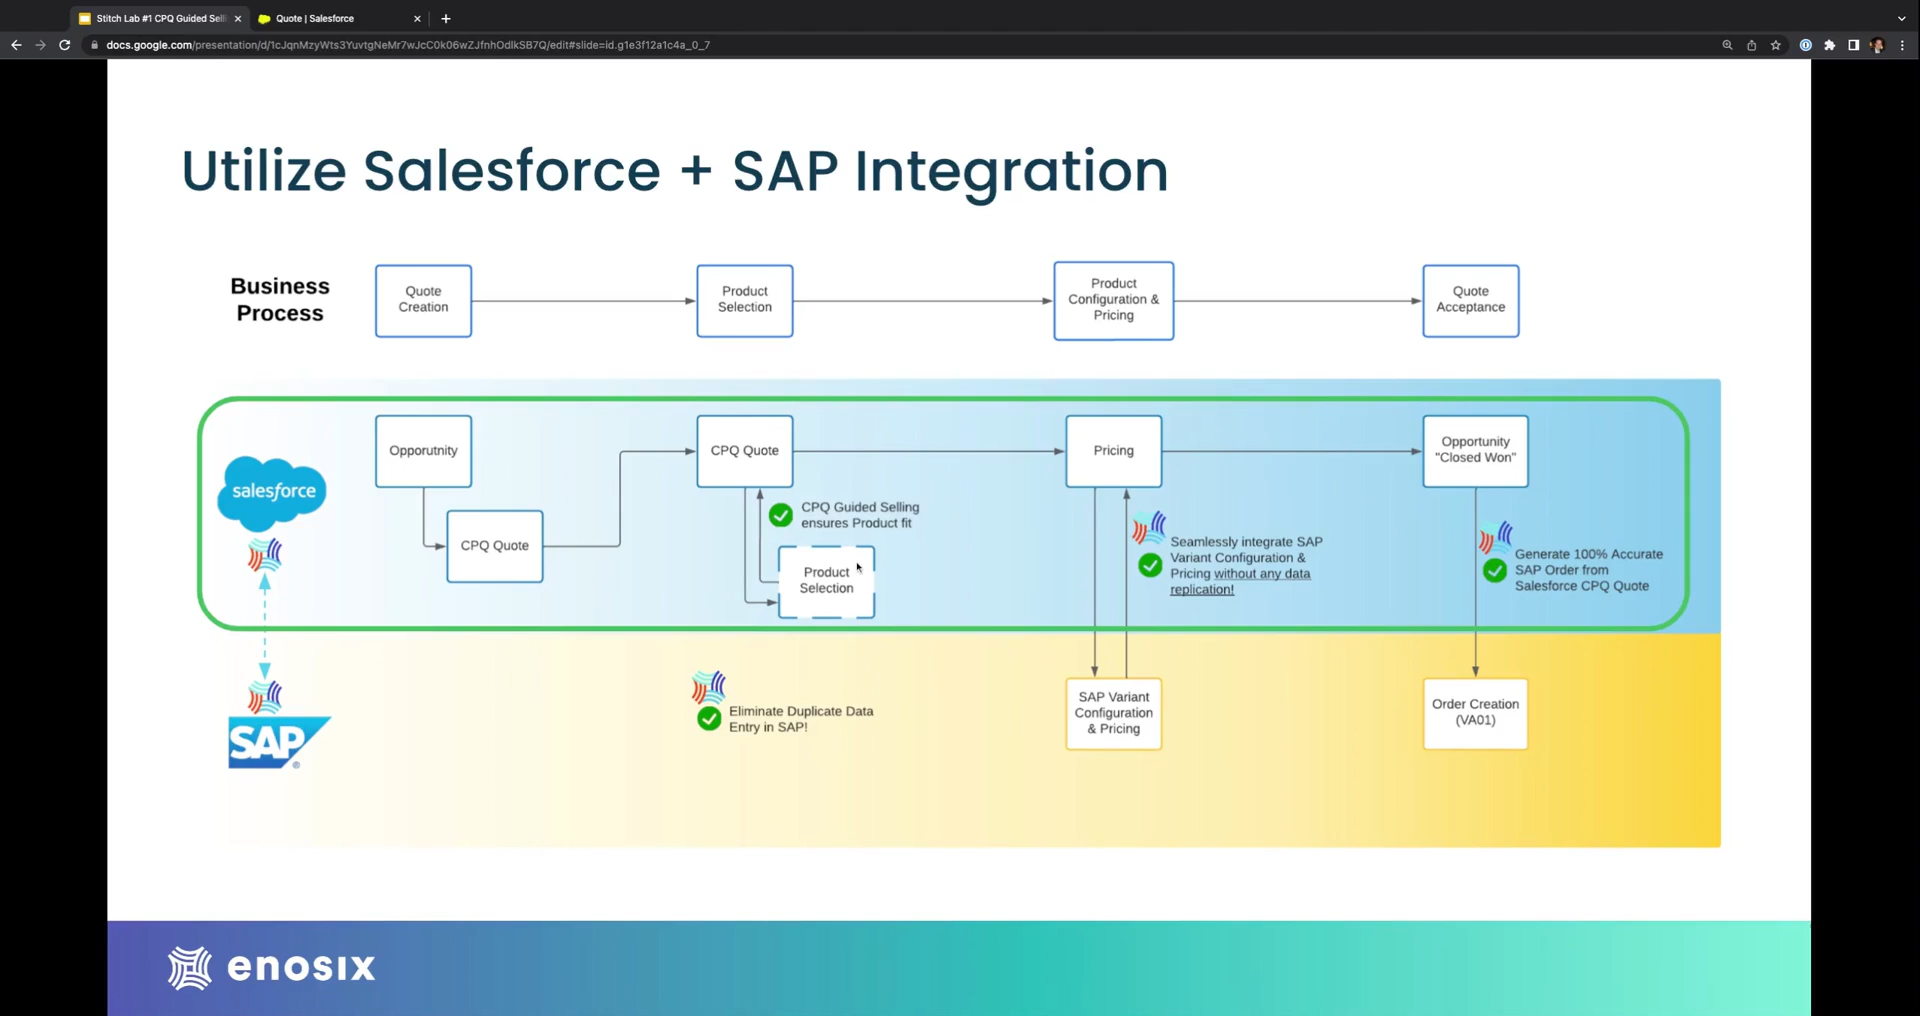 Stitch Lab #1 CPQ Guided Sell
Quote | Salesforce
docs.google.com/presentation/d/1cJqnMzyWts3YuvtgNeMr7wJcC0k06wZJfnhOdlkSB7Q/edit#slide=id.g1e3f12a1c4a_0_7
Utilize Salesforce + SAP Integration
Business
Process
Quote
Creation
Product
Selection
Product
Configuration &
Pricing
Quote
Acceptance
salesforce
Opporutnity
CPQ Quote
CPQ Quote
CPQ Guided Selling
ensures Product fit
Product
Selection
Pricing
Seamlessly integrate SAP
Variant Configuration &
Pricing without any data
replication!
Opportunity
"Closed Won"
Generate 100% Accurate
SAP Order from
Salesforce CPQ Quote
SAP
®
Eliminate Duplicate Data
Entry in SAP!
SAP Variant
Configuration
& Pricing
Order Creation
(VA01)
enosix